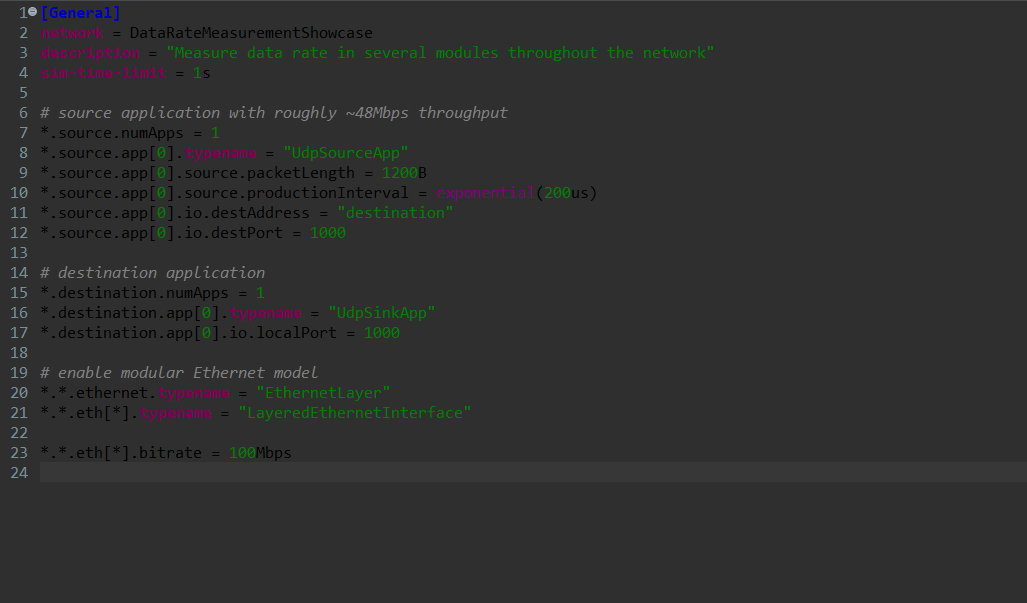 1 [General]
2 network = DataRateMeasurementShowcase
3 description = "Measure data rate in several modules throughout the network"
4 sim-time-limit = 1s
5
6 # source application with roughly ~48Mbps throughput
7 *.source.numApps = 1
8 *.source.app[0].typename = "UdpSourceApp"
9 *.source.app[0].source.packetLength = 1200B
10 *.source.app[0].source.productionInterval = exponential(200us)
11 *.source.app[0].io.destAddress = "destination"
12 *.source.app[0].io.destPort = 1000
13
14 # destination application
15 *.destination.numApps = 1
16 *.destination.app[0].typename = "UdpSinkApp"
17 *.destination.app[0].io.localPort = 1000
18
19 # enable modular Ethernet model
20 *.*.ethernet.typename = "EthernetLayer"
21 *.*.eth[*].typename = "LayeredEthernetInterface"
22
23 *.*.eth[*].bitrate = 100Mbps
24